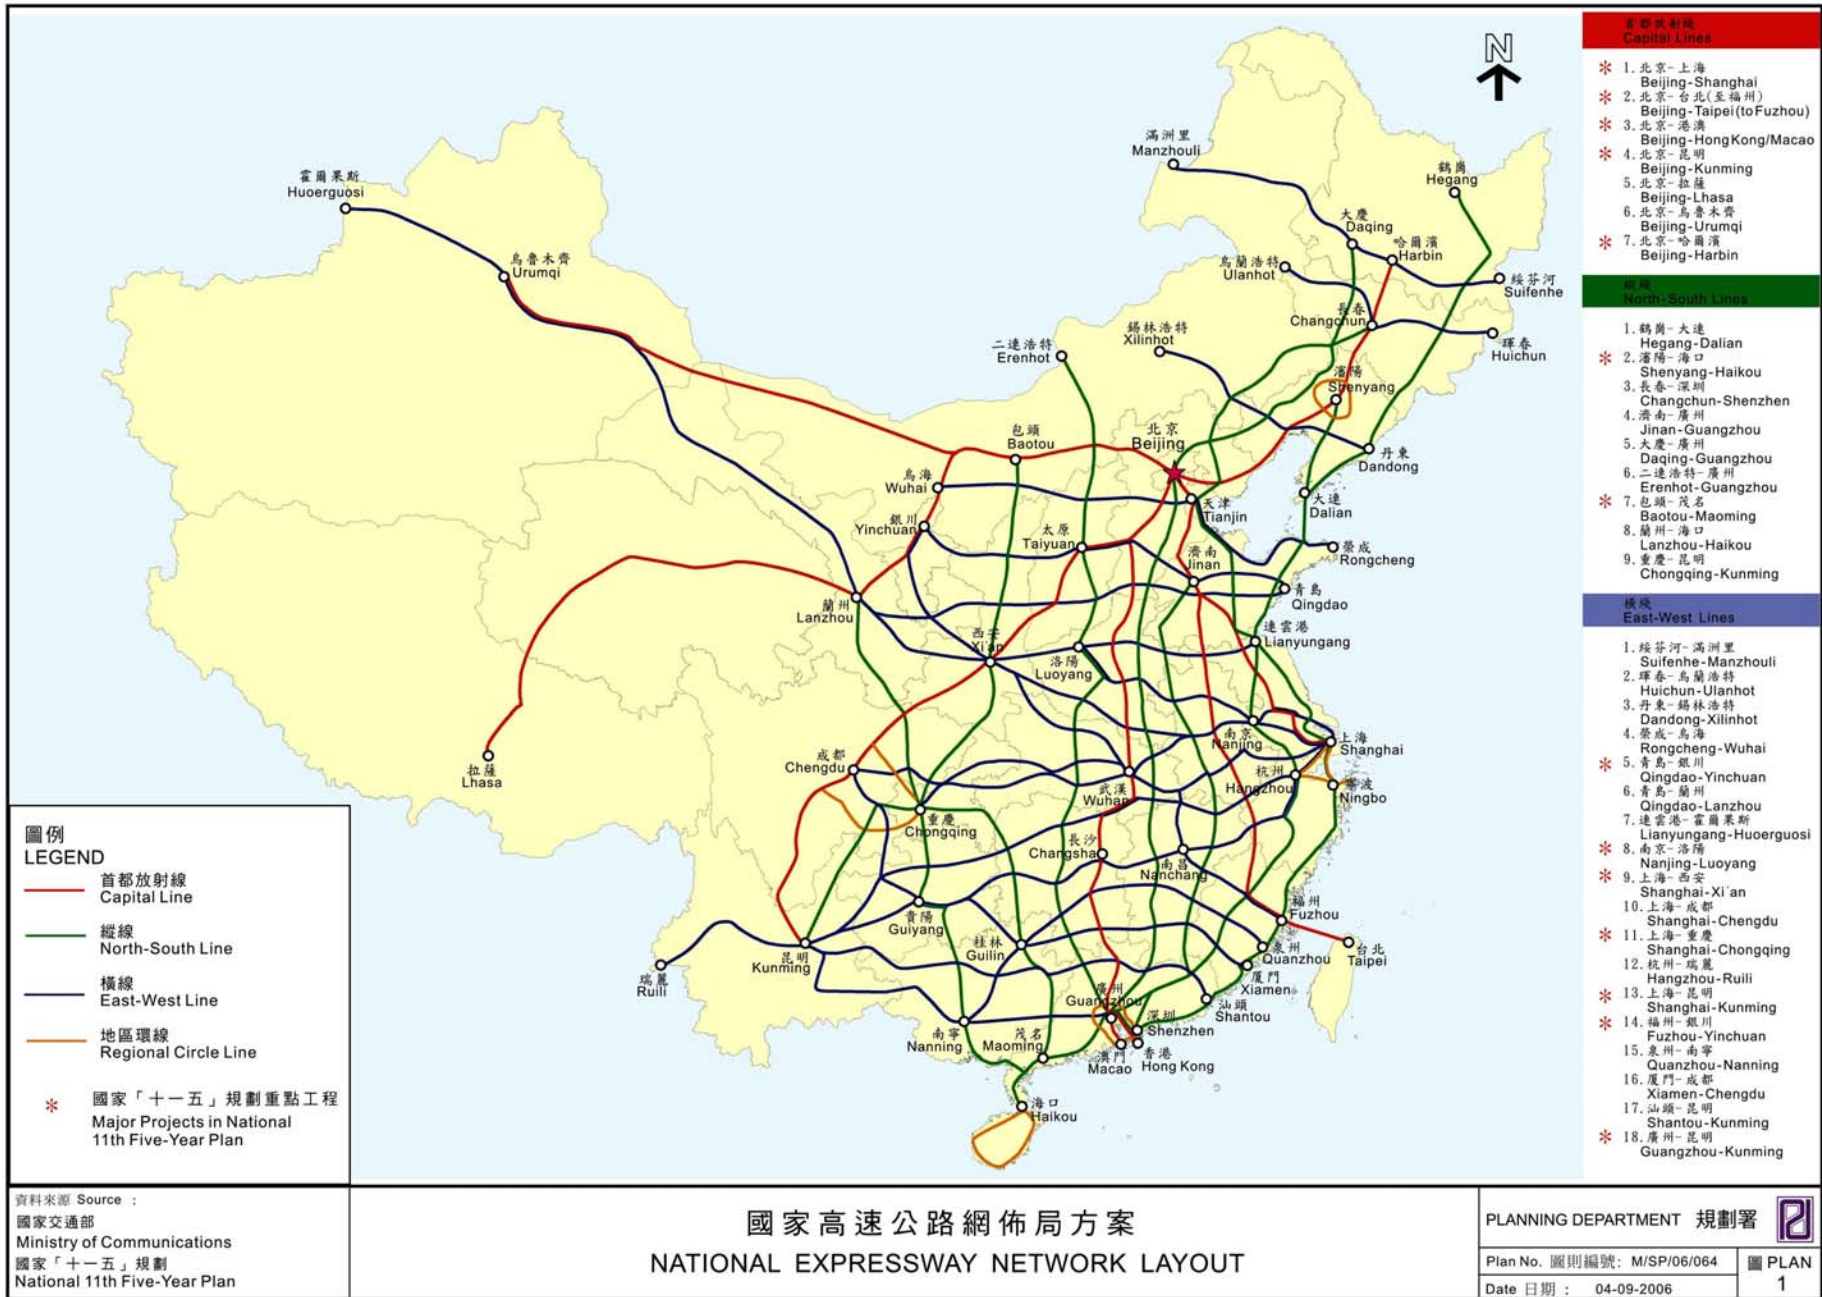 N
滿洲里
Manzhouli
鶴崗
Hegang
霍爾果斯
Huoerguosi
大慶
Daqing
哈爾濱
Harbin
烏魯木齊
Urumqi
烏蘭浩特
Ulanhot
綏芬河
Suifenhe
長春
Changchun
琿春
Huichun
錫林浩特
Xilinhot
二連浩特
Erenhot
瀋陽
Shenyang
包頭
Baotou
北京
Beijing
丹東
Dandong
烏海
Wuhai
大連
Dalian
天津
Tianjin
銀川
Yinchuan
太原
Taiyuan
濟南
Jinan
榮成
Rongcheng
青島
Qingdao
蘭州
Lanzhou
西安
Xi'an
連雲港
Lianyungang
洛陽
Luoyang
南京
Nanjing
上海
Shanghai
拉薩
Lhasa
成都
Chengdu
武漢
Wuhan
杭州
Hangzhou
寧波
Ningbo
重慶
Chongqing
長沙
Changsha
南昌
Nanchang
貴陽
Guiyang
福州
Fuzhou
昆明
Kunming
桂林
Guilin
泉州
Quanzhou
台北
Taipei
瑞麗
Ruili
厦門
Xiamen
廣州
Guangzhou
汕頭
Shantou
深圳
Shenzhen
南寧
Nanning
茂名
Maoming
澳門
Macao
香港
Hong Kong
海口
Haikou
首都放射綫
Capital Lines
* 1. 北京-上海
Beijing-Shanghai
* 2. 北京-台北(至福州)
Beijing-Taipei(to Fuzhou)
* 3. 北京-港澳
Beijing-Hong Kong/Macao
* 4. 北京-昆明
Beijing-Kunming
5. 北京-拉薩
Beijing-Lhasa
6. 北京-烏魯木齊
Beijing-Urumqi
* 7. 北京-哈爾濱
Beijing-Harbin
縱綫
North-South Lines
1. 鶴崗-大連
Hegang-Dalian
* 2. 瀋陽-海口
Shenyang-Haikou
3. 長春-深圳
Changchun-Shenzhen
4. 濟南-廣州
Jinan-Guangzhou
5. 大慶-廣州
Daqing-Guangzhou
6. 二連浩特-廣州
Erenhot-Guangzhou
* 7. 包頭-茂名
Baotou-Maoming
8. 蘭州-海口
Lanzhou-Haikou
9. 重慶-昆明
Chongqing-Kunming
橫綫
East-West Lines
1. 綏芬河-滿洲里
Suifenhe-Manzhouli
2. 琿春-烏蘭浩特
Huichun-Ulanhot
3. 丹東-錫林浩特
Dandong-Xilinhot
4. 榮成-烏海
Rongcheng-Wuhai
* 5. 青島-銀川
Qingdao-Yinchuan
6. 青島-蘭州
Qingdao-Lanzhou
7. 連雲港-霍爾果斯
Lianyungang-Huoerguosi
* 8. 南京-洛陽
Nanjing-Luoyang
* 9. 上海-西安
Shanghai-Xi'an
10. 上海-成都
Shanghai-Chengdu
* 11. 上海-重慶
Shanghai-Chongqing
12. 杭州-瑞麗
Hangzhou-Ruili
* 13. 上海-昆明
Shanghai-Kunming
* 14. 福州-銀川
Fuzhou-Yinchuan
15. 泉州-南寧
Quanzhou-Nanning
16. 厦門-成都
Xiamen-Chengdu
17. 汕頭-昆明
Shantou-Kunming
* 18. 廣州-昆明
Guangzhou-Kunming
圖例
LEGEND
首都放射線
Capital Line
縱線
North-South Line
橫線
East-West Line
地區環線
Regional Circle Line
* 國家「十一五」規劃重點工程
Major Projects in National
11th Five-Year Plan
資料來源 Source :
國家交通部
Ministry of Communications
國家「十一五」規劃
National 11th Five-Year Plan
國家高速公路網佈局方案
NATIONAL EXPRESSWAY NETWORK LAYOUT
PLANNING DEPARTMENT 規劃署
Plan No. 圖則編號: M/SP/06/064
Date 日期 : 04-09-2006
圖 PLAN
1